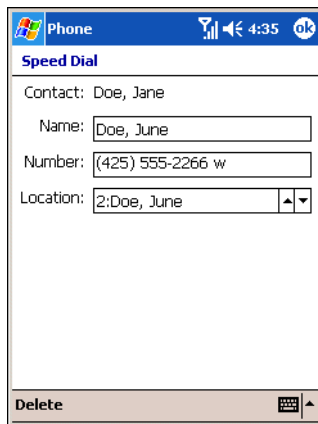 Phone 4:35 ok
Speed Dial
Contact: Doe, Jane
Name: Doe, June
Number: (425) 555-2266 w
Location: 2:Doe, June
Delete